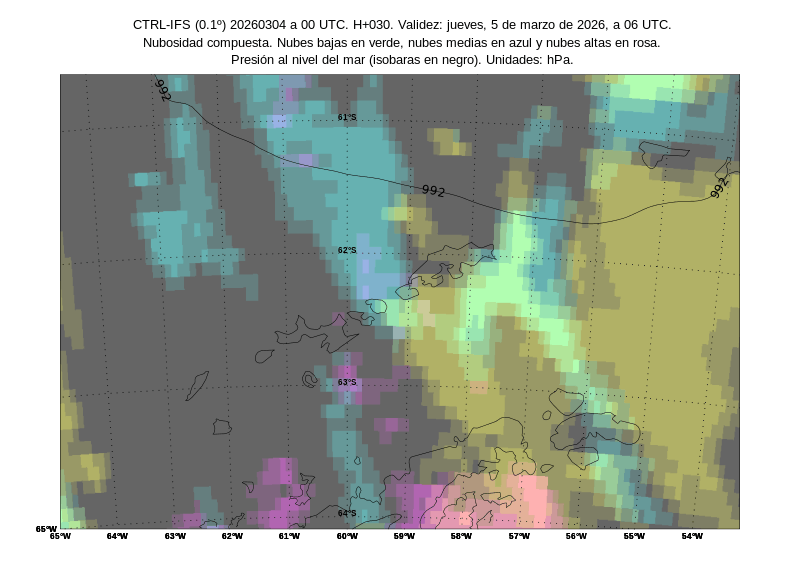 CTRL-IFS (0.1º) 20260304 a 00 UTC. H+030. Validez: jueves, 5 de marzo de 2026, a 06 UTC.
Nubosidad compuesta. Nubes bajas en verde, nubes medias en azul y nubes altas en rosa.
Presión al nivel del mar (isobaras en negro). Unidades: hPa.
992
61°S
992
992
62°S
63°S
64°S
65°W
65°W 64°W 63°W 62°W 61°W 60°W 59°W 58°W 57°W 56°W 55°W 54°W